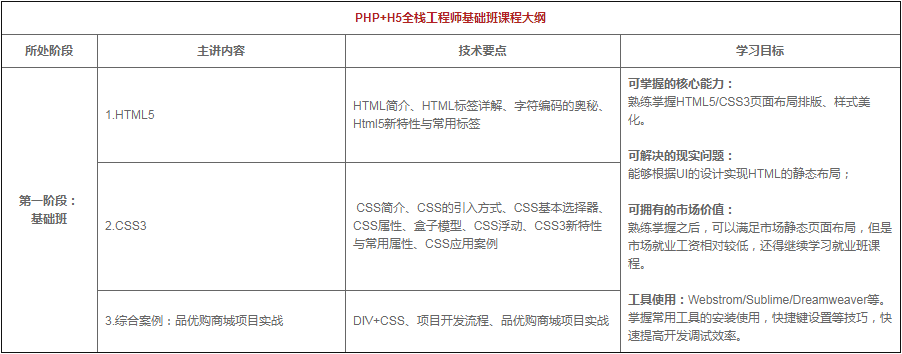 PHP+H5全栈工程师基础班课程大纲
所处阶段
主讲内容
技术要点
学习目标
第一阶段：
基础班
1.HTML5
HTML简介、HTML标签详解、字符编码的奥秘、
Html5新特性与常用标签
2.CSS3
CSS简介、CSS的引入方式、CSS基本选择器、
CSS属性、盒子模型、CSS浮动、CSS3新特性
与常用属性、CSS应用案例
3.综合案例：品优购商城项目实战
DIV+CSS、项目开发流程、品优购商城项目实战
可掌握的核心能力：
熟练掌握HTML5/CSS3页面布局排版、样式美
化。
可解决的现实问题：
能够根据UI的设计实现HTML的静态布局；
可拥有的市场价值：
熟练掌握之后，可以满足市场静态页面布局，但是
市场就业工资相对较低，还得继续学习就业班课
程。
工具使用：Webstrom/Sublime/Dreamweaver等。
掌握常用工具的安装使用，快捷键设置等技巧，快
速提高开发调试效率。